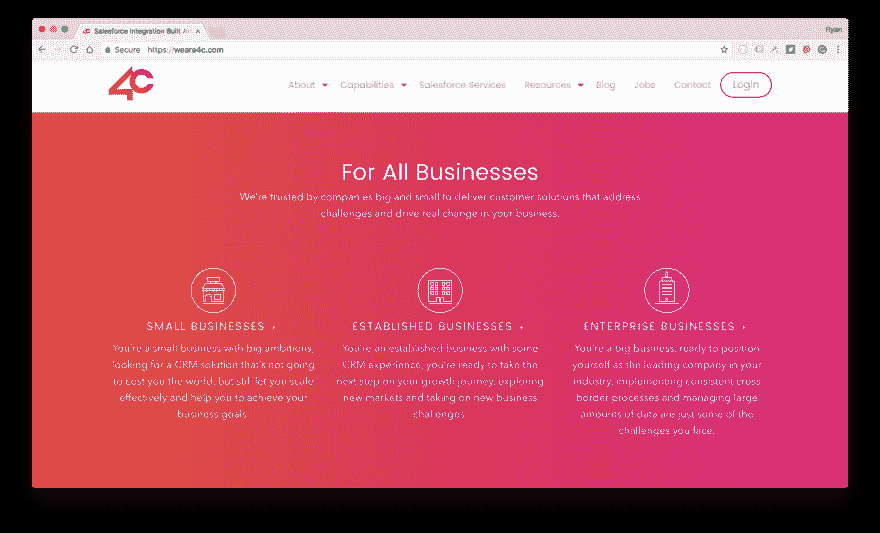 Salesforce Integration Built Ar
Ryan
Secure https://weare4c.com
4C
About Capabilities Salesforce Services Resources Blog Jobs Contact Login
For All Businesses
We're trusted by companies big and small to deliver customer solutions that address
challenges and drive real change in your business.
SMALL BUSINESSES
You're a small business with big ambitions,
looking for a CRM solution that's not going
to cost you the world, but still let you scale
effectively and help you to achieve your
business goals.
ESTABLISHED BUSINESSES
You're an established business with some
CRM experience, you're ready to take the
next step on your growth journey, exploring
new markets and taking on new business
challenges.
ENTERPRISE BUSINESSES
You're a big business, ready to position
yourself as the leading company in your
industry, implementing consistent cross
border processes and managing large
amounts of data are just some of the
challenges you face.